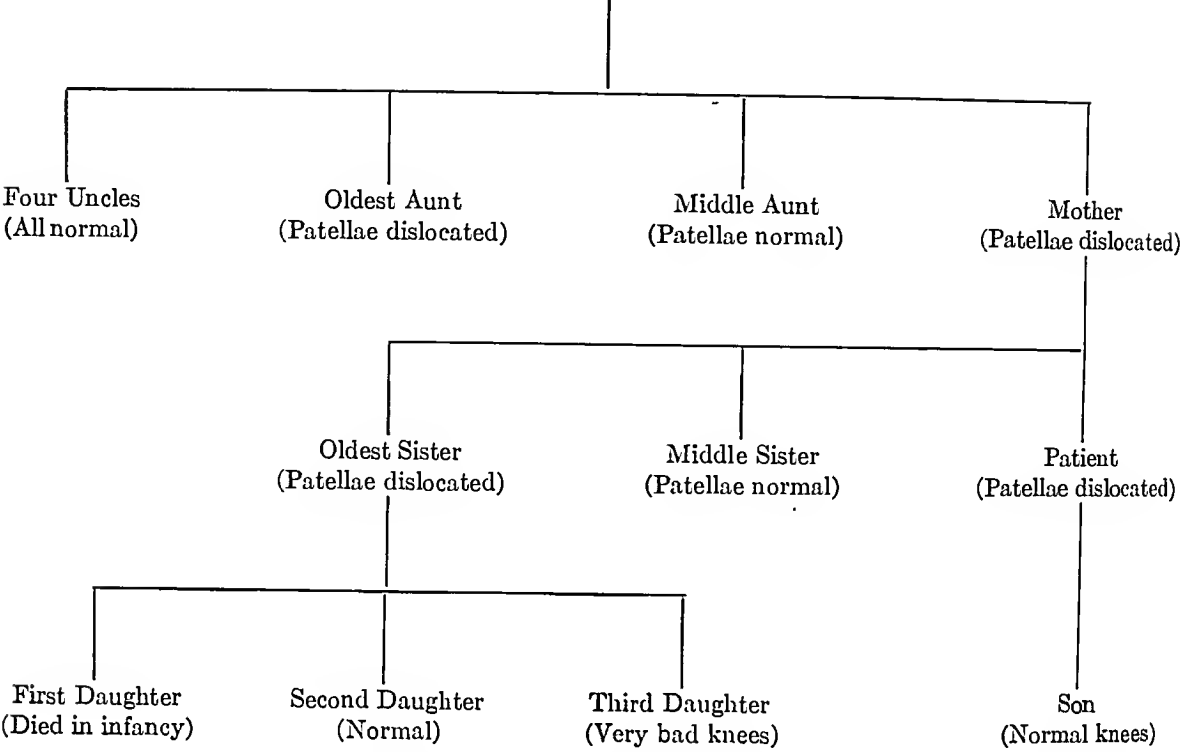 Four Uncles
(All normal)
Oldest Aunt
(Patellae dislocated)
Middle Aunt
(Patellae normal)
Mother
(Patellae dislocated)
Oldest Sister
(Patellae dislocated)
Middle Sister
(Patellae normal)
Patient
(Patellae dislocated)
First Daughter
(Died in infancy)
Second Daughter
(Normal)
Third Daughter
(Very bad knees)
Son
(Normal knees)